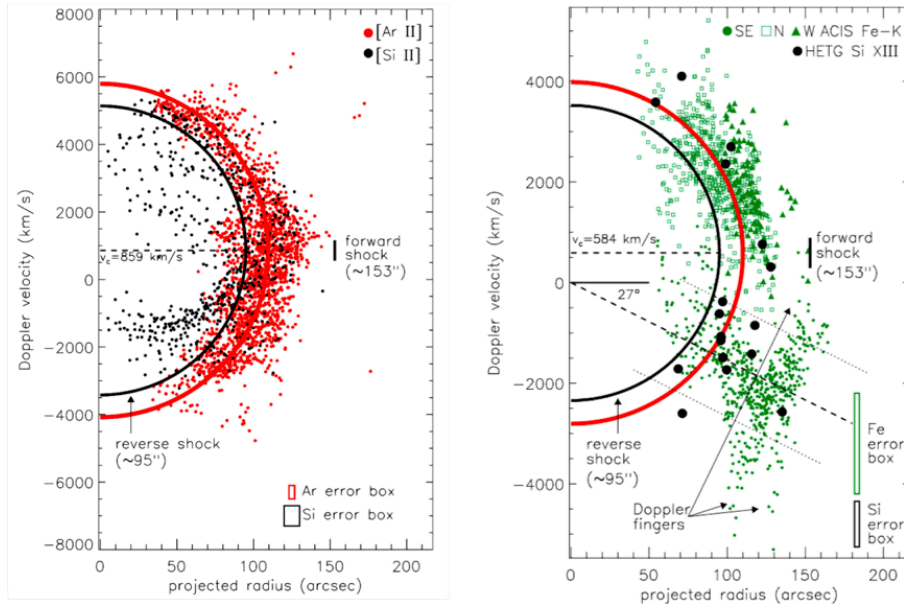 [Ar II]
[Si II]
8000
6000
4000
2000
0
−2000
−4000
−6000
−8000
Doppler velocity (km/s)
v_c=859 km/s
forward
shock
(~153")
reverse shock
(~95")
Ar error box
Si error box
0 50 100 150 200
projected radius (arcsec)
SE N W ACIS Fe−K
HETG Si XIII
4000
2000
0
−2000
−4000
Doppler velocity (km/s)
v_c=584 km/s
27°
forward
shock
(~153")
reverse
shock
(~95")
Doppler
fingers
Fe
error
box
Si
error
box
0 50 100 150 200
projected radius (arcsec)